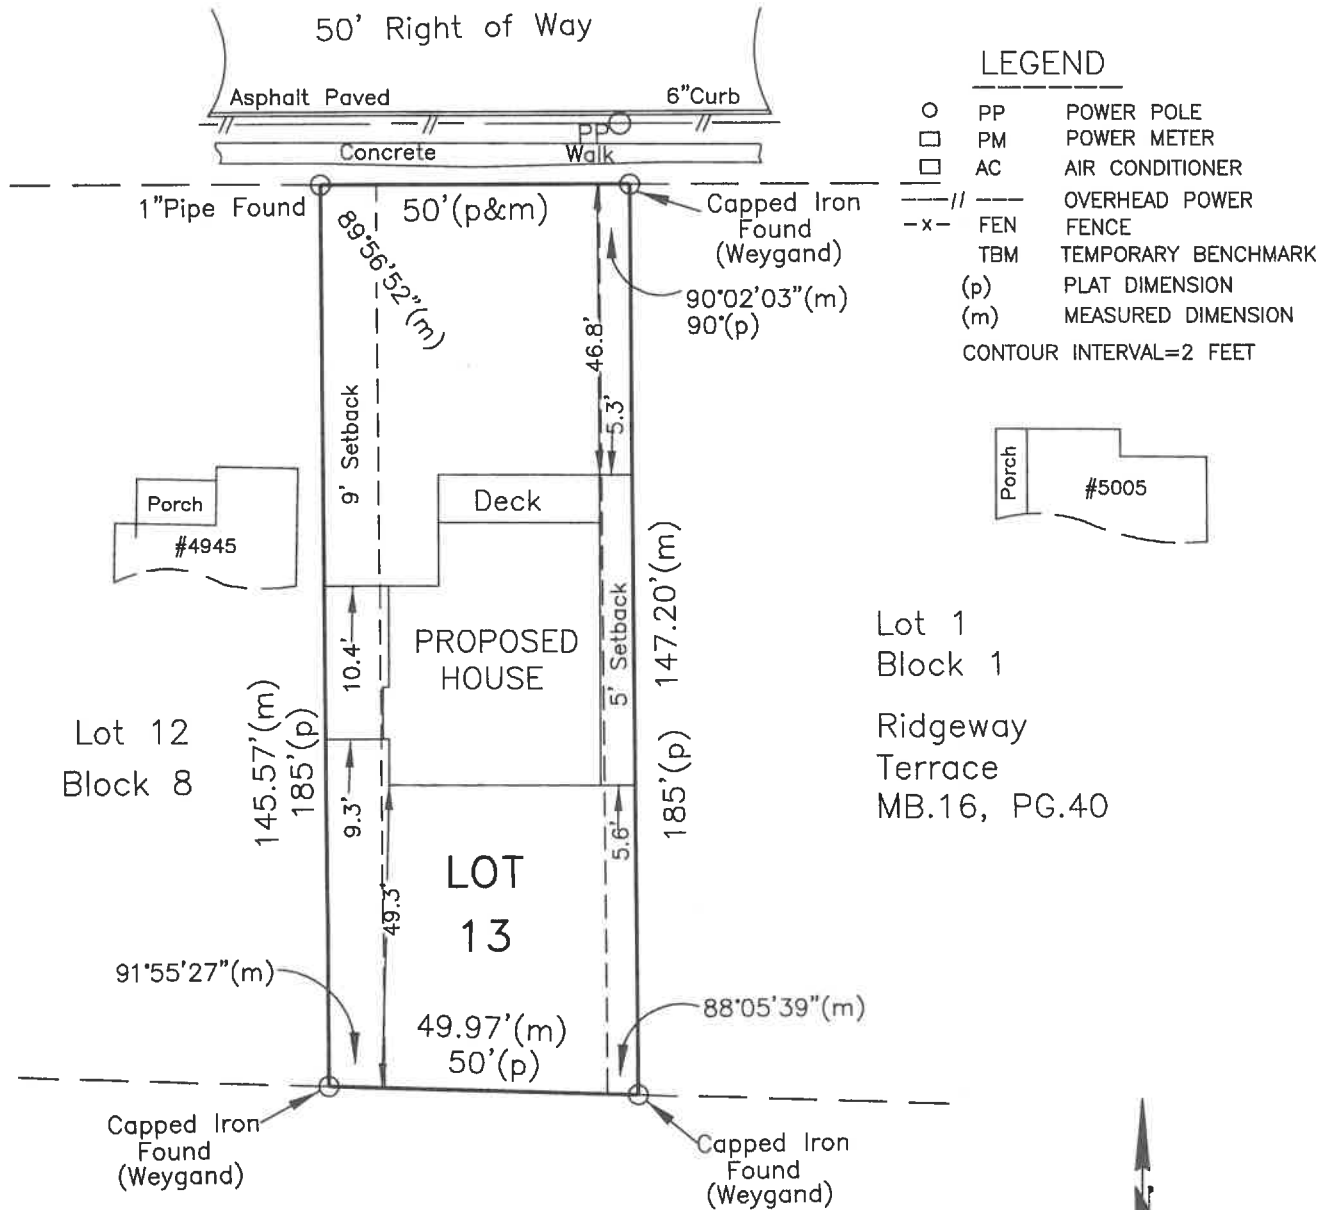 50' Right of Way
Asphalt Paved
6"Curb
PP
Concrete
Walk
1"Pipe Found
50'(p&m)
Capped Iron
Found
(Weygand)
89°56'52"(m)
90°02'03"(m)
90°(p)
46.8'
5.3'
9' Setback
Deck
Porch
#4945
PROPOSED
HOUSE
10.4'
5' Setback
147.20'(m)
185'(p)
145.57'(m)
185'(p)
Lot 12
Block 8
9.3'
49.3'
5.6'
LOT
13
91°55'27"(m)
88°05'39"(m)
49.97'(m)
50'(p)
Capped Iron
Found
(Weygand)
Capped Iron
Found
(Weygand)
LEGEND
PP POWER POLE
PM POWER METER
AC AIR CONDITIONER
—// — OVERHEAD POWER
-x- FEN FENCE
TBM TEMPORARY BENCHMARK
(p) PLAT DIMENSION
(m) MEASURED DIMENSION
CONTOUR INTERVAL=2 FEET
Porch
#5005
Lot 1
Block 1
Ridgeway
Terrace
MB.16, PG.40